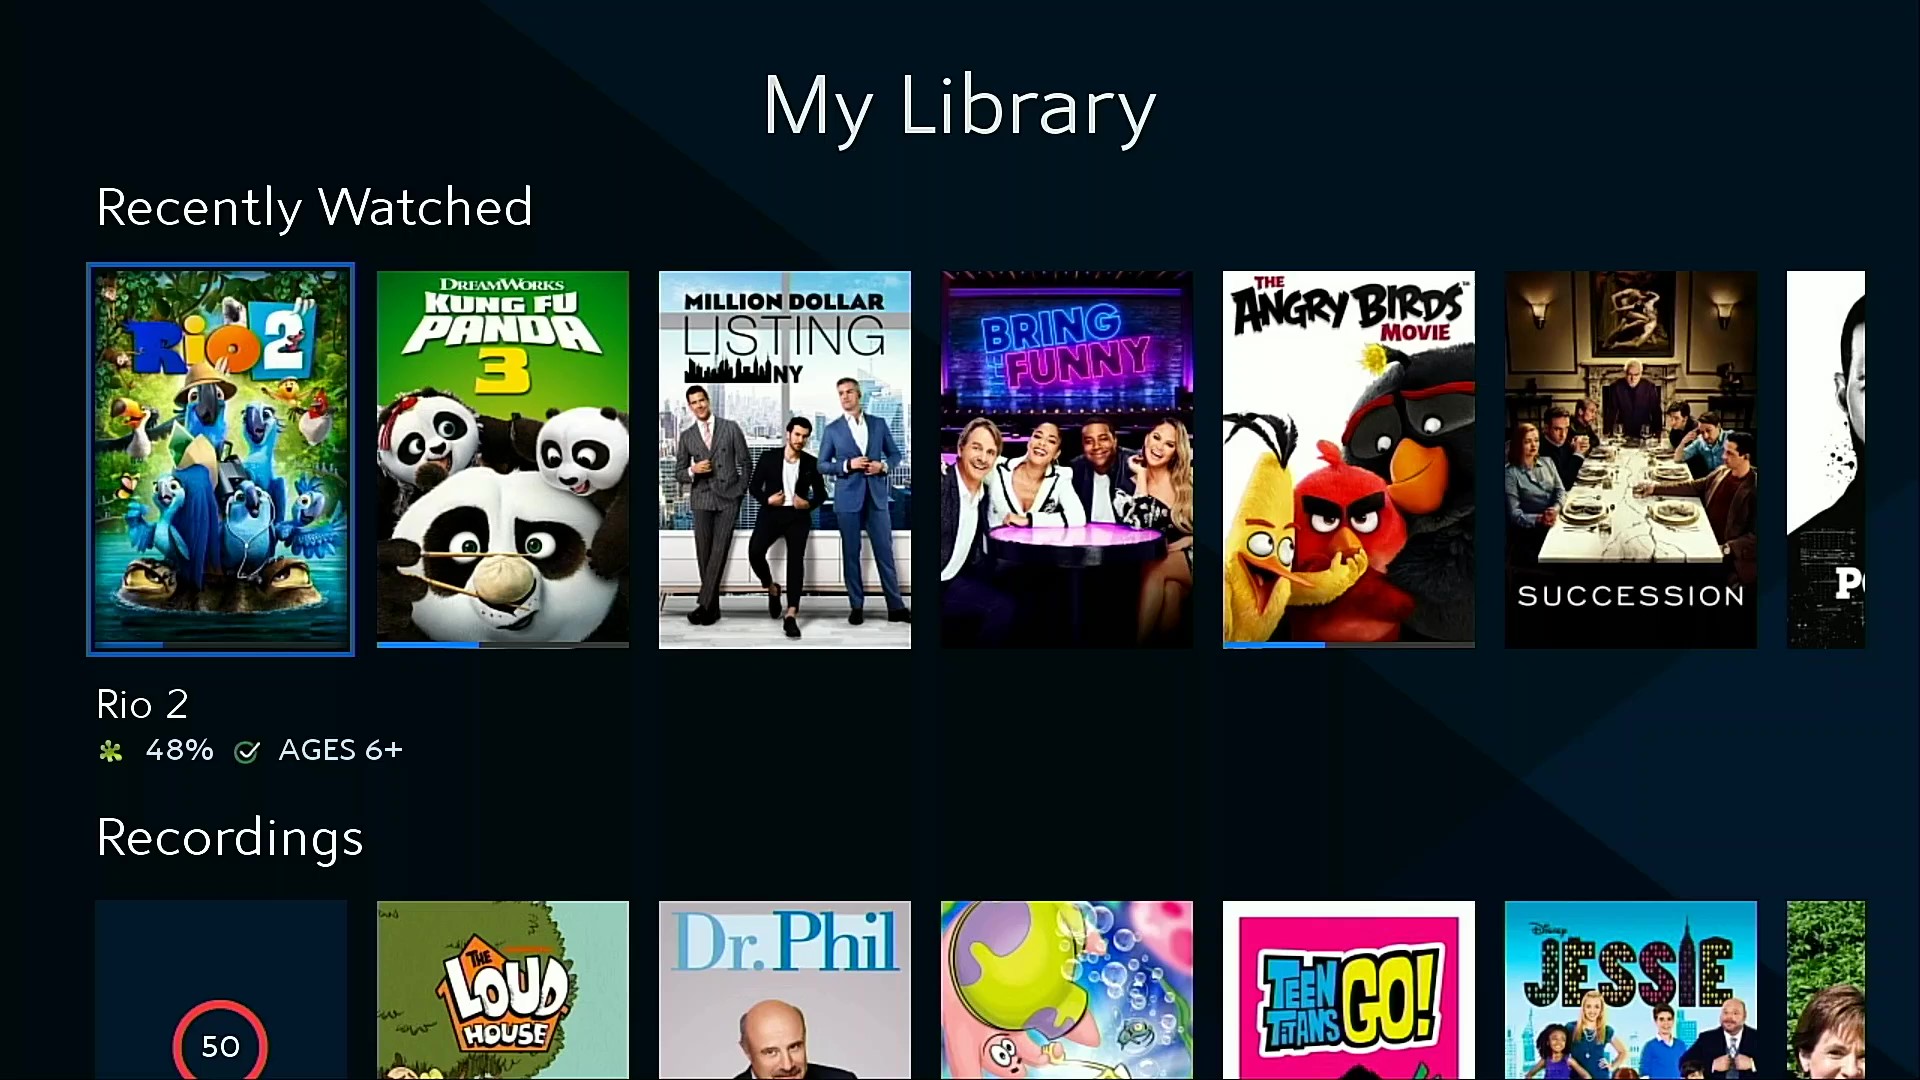 My Library
Recently Watched
Rio 2
DREAMWORKS
KUNG FU
PANDA
3
MILLION DOLLAR
LISTING
NY
BRING
THE FUNNY
THE
ANGRY BIRDS
MOVIE
SUCCESSION
Rio 2
48% AGES 6+
Recordings
50
THE
LOUD
HOUSE
Dr. Phil
TEEN
TITANS
GO!
Disney
JESSIE